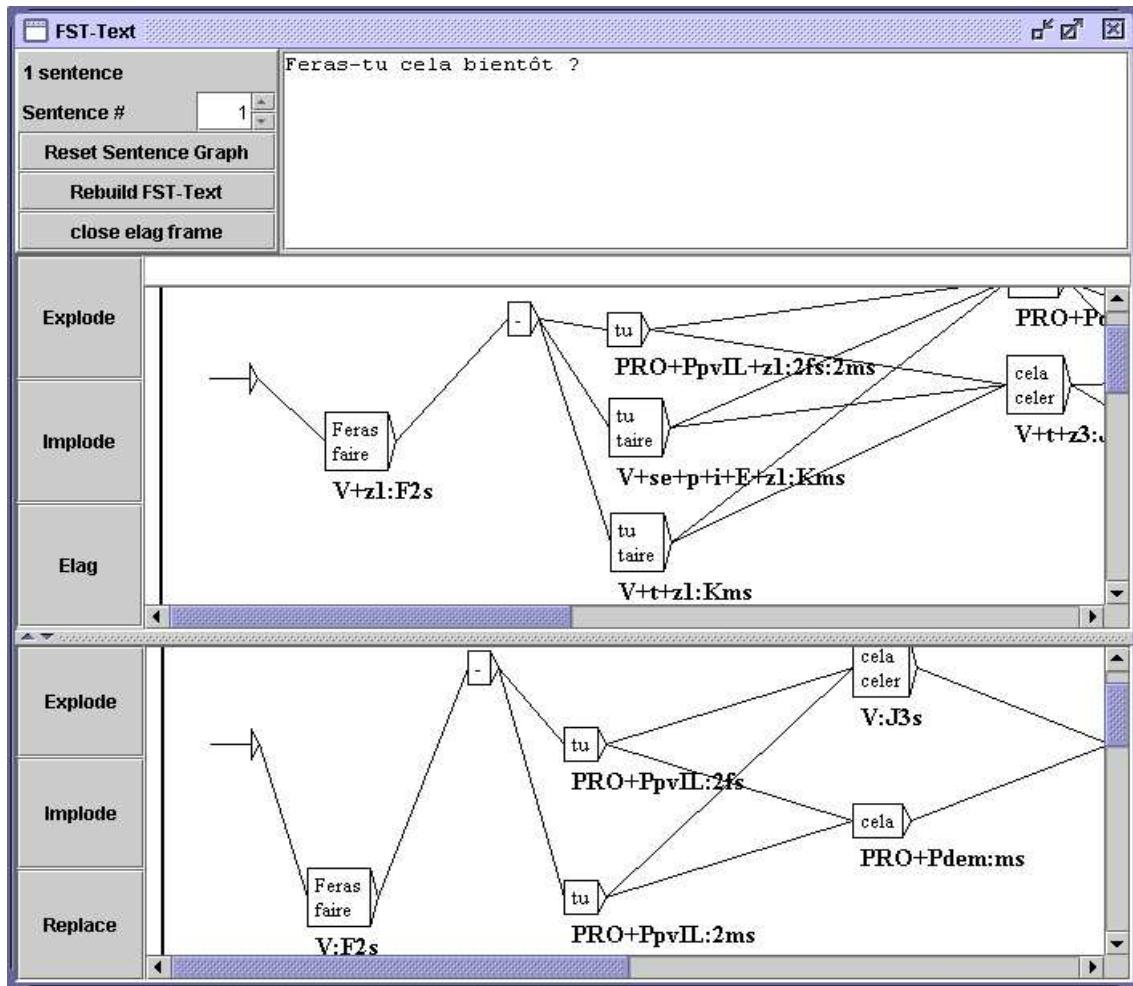 FST-Text
1 sentence
Sentence #
1
Reset Sentence Graph
Rebuild FST-Text
close elag frame
Feras-tu cela bientôt ?
Explode
Implode
Elag
Feras
faire
V+z1:F2s
-
tu
PRO+PpvIL+z1:2fs:2ms
tu
taire
V+se+p+i+E+z1:Kms
tu
taire
V+t+z1:Kms
cela
celer
Explode
Implode
Replace
Feras
faire
V:F2s
-
tu
PRO+PpvIL:2fs
tu
PRO+PpvIL:2ms
cela
celer
V:J3s
cela
PRO+Pdem:ms